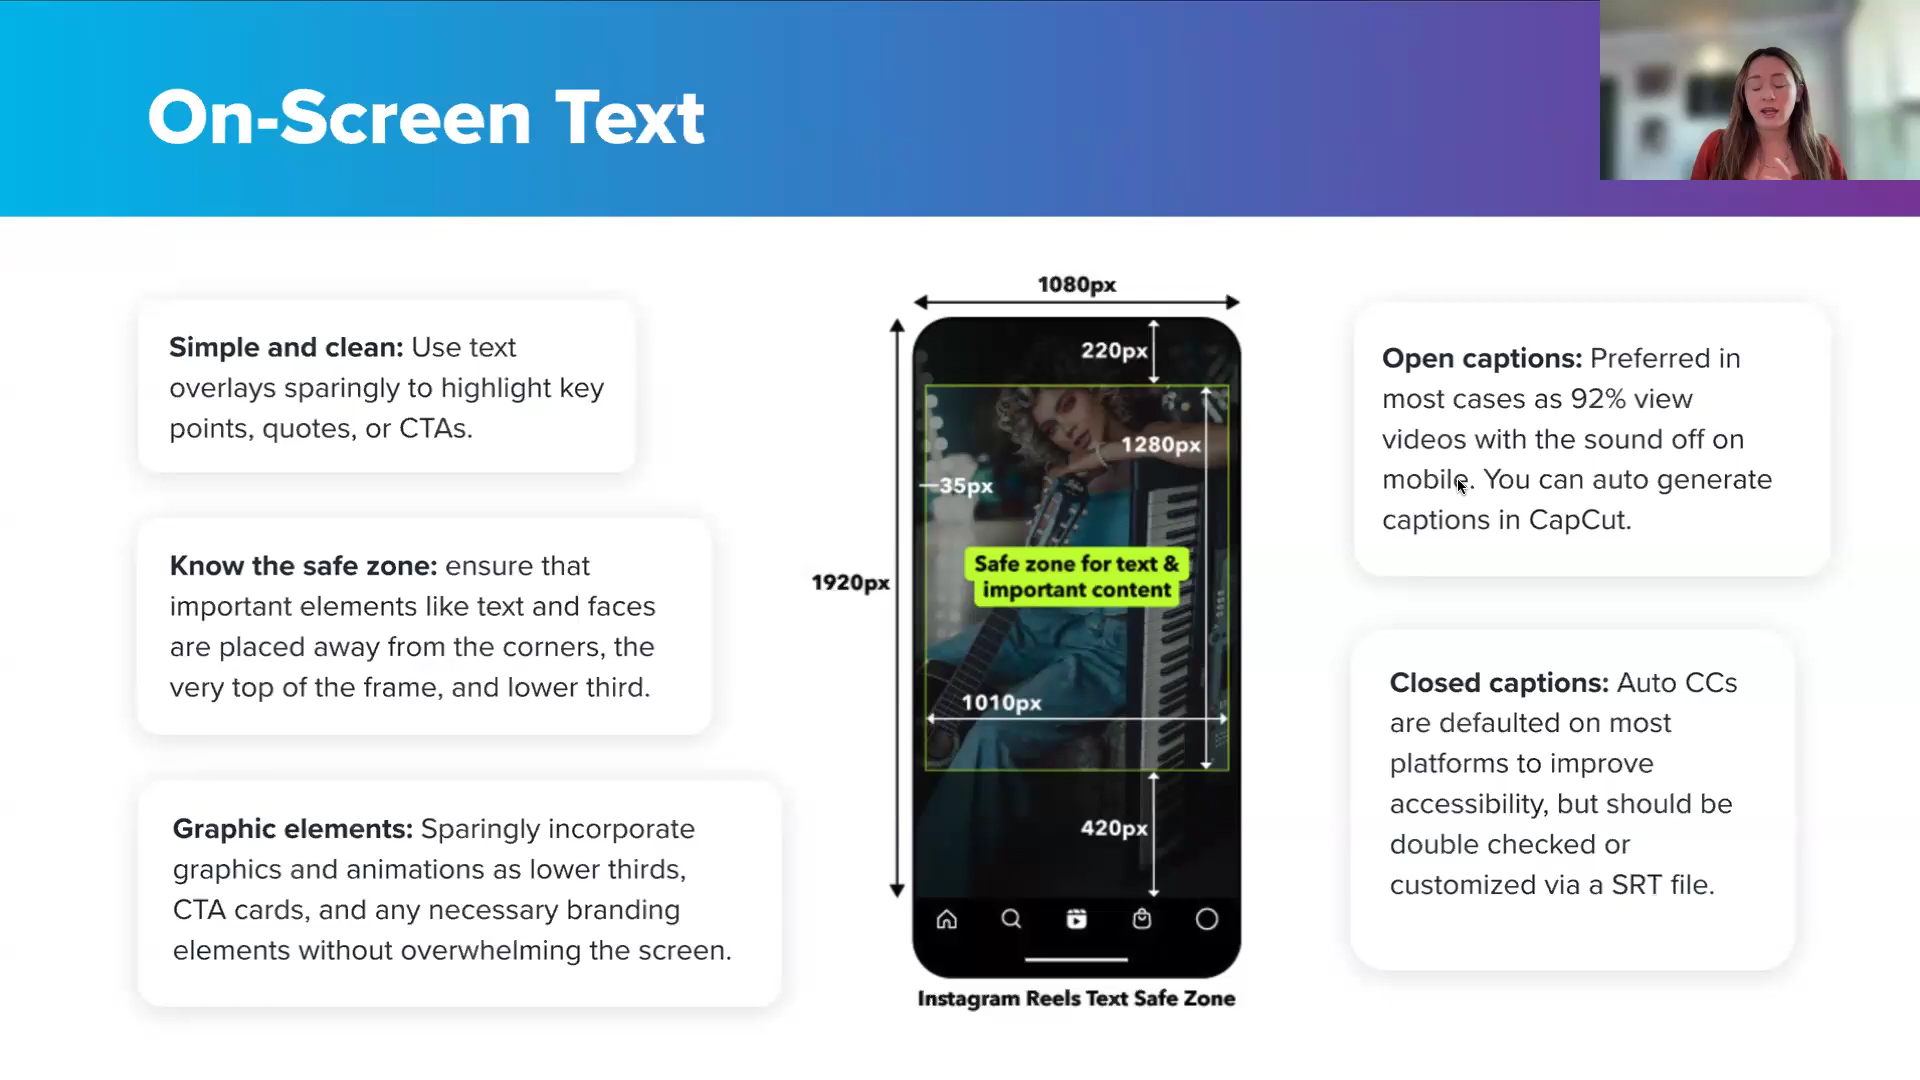 On-Screen Text
Simple and clean: Use text
overlays sparingly to highlight key
points, quotes, or CTAs.
Know the safe zone: ensure that
important elements like text and faces
are placed away from the corners, the
very top of the frame, and lower third.
Graphic elements: Sparingly incorporate
graphics and animations as lower thirds,
CTA cards, and any necessary branding
elements without overwhelming the screen.
1080px
220px
1280px
35px
Safe zone for text &
important content
1920px
1010px
420px
Instagram Reels Text Safe Zone
Open captions: Preferred in
most cases as 92% view
videos with the sound off on
mobile. You can auto generate
captions in CapCut.
Closed captions: Auto CCs
are defaulted on most
platforms to improve
accessibility, but should be
double checked or
customized via a SRT file.